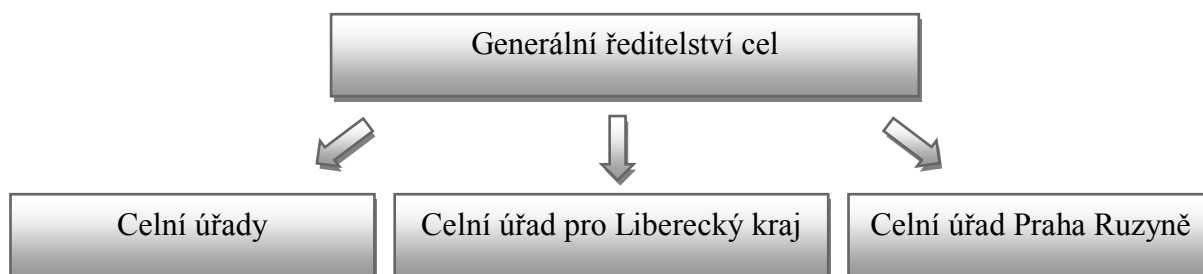 Generální ředitelství cel
Celní úřady
Celní úřad pro Liberecký kraj
Celní úřad Praha Ruzyně